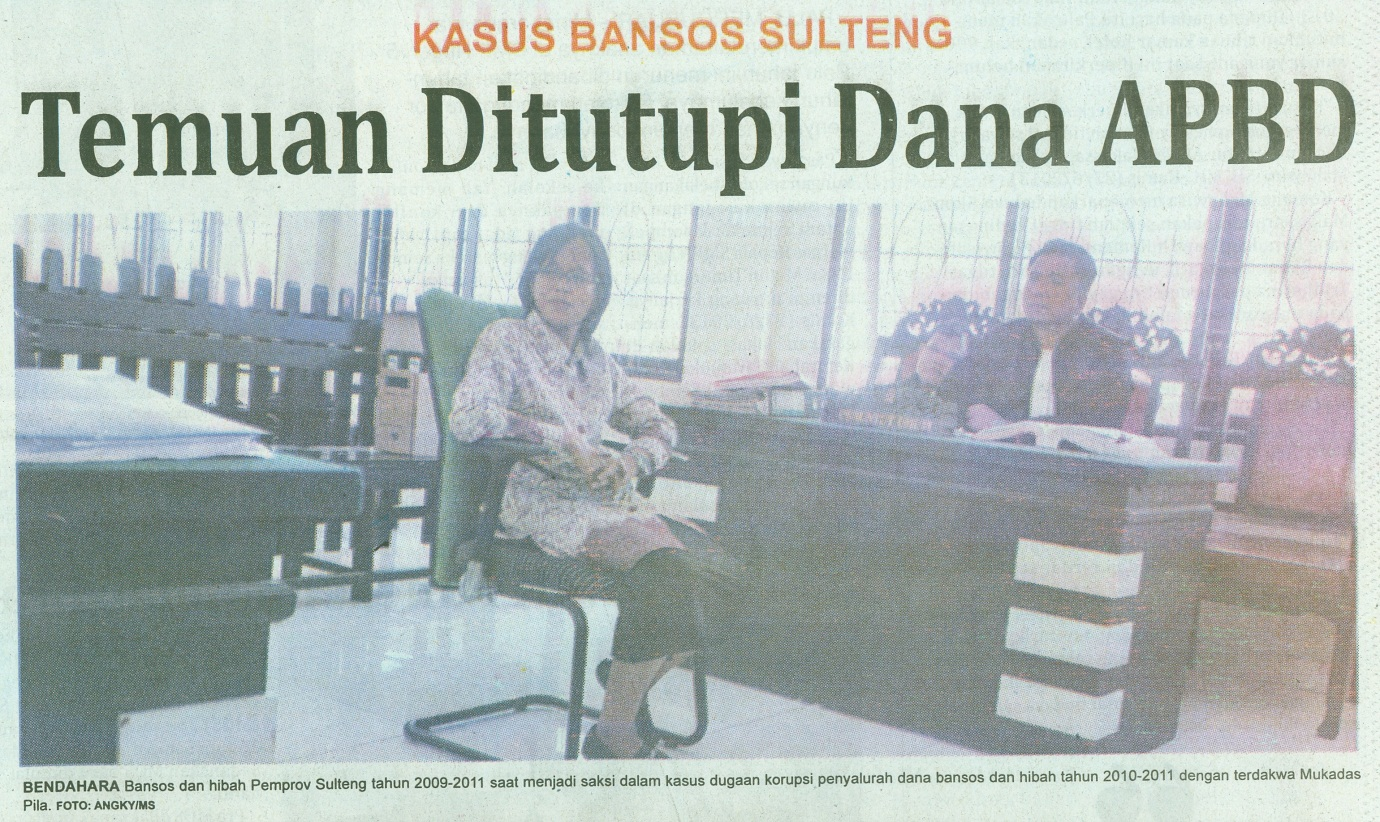 KASUS BANSOS SULTENG
Temuan Ditutupi Dana APBD
BENDAHARA Bansos dan hibah Pemprov Sulteng tahun 2009-2011 saat menjadi saksi dalam kasus dugaan korupsi penyalurah dana bansos dan hibah tahun 2010-2011 dengan terdakwa Mukadas
Pila. FOTO: ANGKY/MS